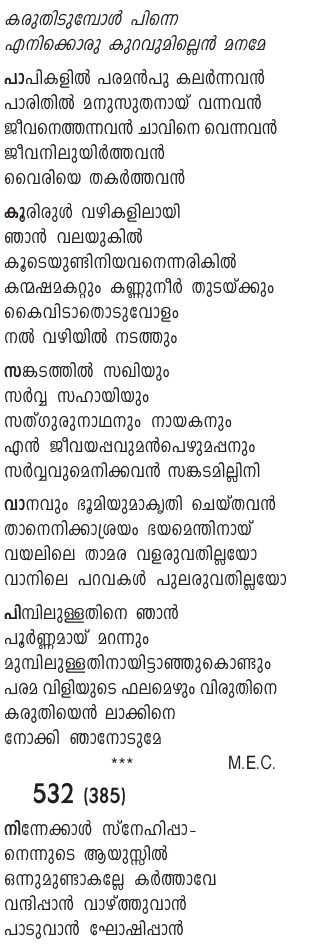 കരുതിടുമ്പോൾ പിന്നെ
എനിക്കൊരു കുറവുമില്ലെൻ മനമേ
പാപികളിൽ പരമൻപു കലർന്നവൻ
പാരിതിൽ മനുസുതനായ് വന്നവൻ
ജീവനെത്തന്നവൻ ചാവിനെ വെന്നവൻ
ജീവനിലുയിർത്തവൻ
വൈരിയെ തകർത്തവൻ
കൂരിരുൾ വഴികളിലായി
ഞാൻ വലയുകിൽ
കൂടെയുണ്ടിനിയവനെന്നരികിൽ
കന്മഷമകറ്റും കണ്ണുനീർ തുടയ്ക്കും
കൈവിടാതൊടുവോളം
നൽ വഴിയിൽ നടത്തും
സങ്കടത്തിൽ സഖിയും
സർവ്വ സഹായിയും
സത്ഗുരുനാഥനും നായകനും
എൻ ജീവയപ്പവുമൻപെഴുമപ്പനും
സർവ്വവുമെനിക്കവൻ സങ്കടമില്ലിനി
വാനവും ഭൂമിയുമാകൃതി ചെയ്തവൻ
താനെനിക്കാശ്രയം ഭയമെന്തിനായ്
വയലിലെ താമര വളരുവതില്ലയോ
വാനിലെ പറവകൾ പുലരുവതില്ലയോ
പിമ്പിലുള്ളതിനെ ഞാൻ
പൂർണ്ണമായ് മറന്നും
മുമ്പിലുള്ളതിനായിട്ടാഞ്ഞുകൊണ്ടും
പരമ വിളിയുടെ ഫലമെഴും വിരുതിനെ
കരുതിയെൻ ലാക്കിനെ
നോക്കി ഞാനോടുമേ
*** M.E.C.
532 (385)
നിന്നേക്കാൾ സ്നേഹിപ്പാ-
നെന്നുടെ ആയുസ്സിൽ
ഒന്നുമുണ്ടാകല്ലേ കർത്താവേ
വന്ദിപ്പാൻ വാഴ്ത്തുവാൻ
പാടുവാൻ ഘോഷിപ്പാൻ